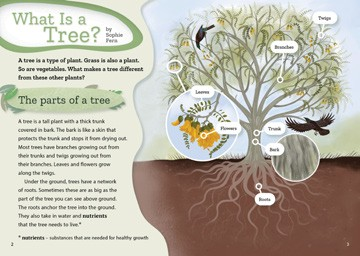 What Is a
Tree?
by
Sophie
Fern
A tree is a type of plant. Grass is also a plant.
So are vegetables. What makes a tree different
from these other plants?
The parts of a tree
A tree is a tall plant with a thick trunk
covered in bark. The bark is like a skin that
protects the trunk and stops it from drying out.
Most trees have branches growing out from
their trunks and twigs growing out from
their branches. Leaves and flowers grow
along the twigs.
Under the ground, trees have a network
of roots. Sometimes these are as big as the
part of the tree you can see above ground.
The roots anchor the tree into the ground.
They also take in water and nutrients
that the tree needs to live.*
* nutrients – substances that are needed for healthy growth
2
Twigs
Branches
Leaves
Flowers
Trunk
Bark
Roots
3